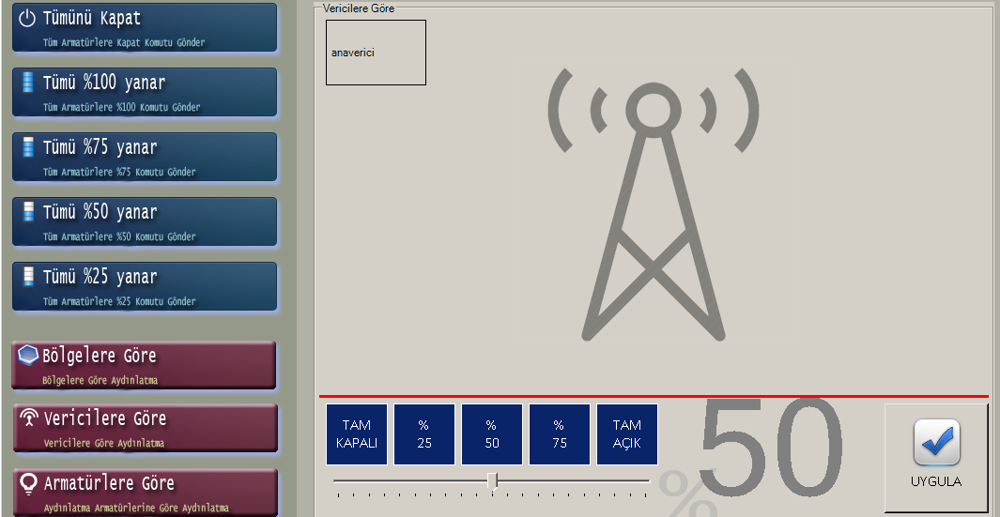 Tümünü Kapat
Tüm Armatürlere Kapat Komutu Gönder
Tümü %100 yanar
Tüm Armatürlere %100 Komutu Gönder
Tümü %75 yanar
Tüm Armatürlere %75 Komutu Gönder
Tümü %50 yanar
Tüm Armatürlere %50 Komutu Gönder
Tümü %25 yanar
Tüm Armatürlere %25 Komutu Gönder
Bölgelere Göre
Bölgelere Göre Aydınlatma
Vericilere Göre
Vericilere Göre Aydınlatma
Armatürlere Göre
Aydınlatma Armatürlerine Göre Aydınlatma
Vericilere Göre
anaverici
TAM
KAPALI
%
25
%
50
%
75
TAM
AÇIK
%50
UYGULA